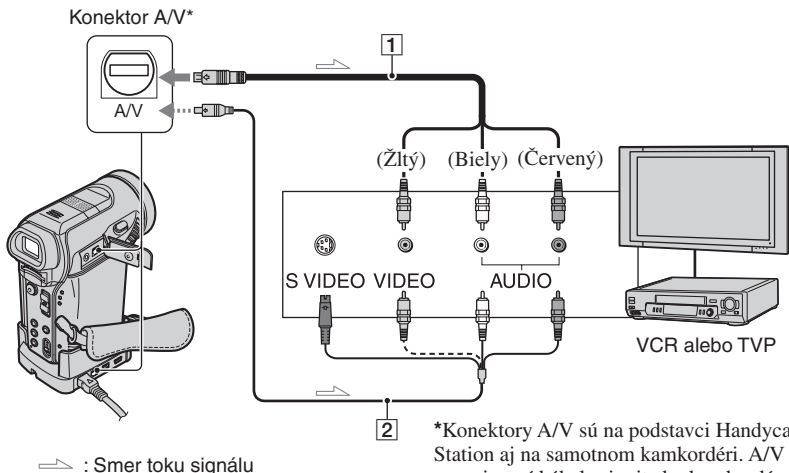 Konektor A/V*
A/V
1
(Žltý) (Biely) (Červený)
S VIDEO VIDEO AUDIO
VCR alebo TVP
2
: Smer toku signálu
*Konektory A/V sú na podstavci Handyca
Station aj na samotnom kamkordéri. A/V